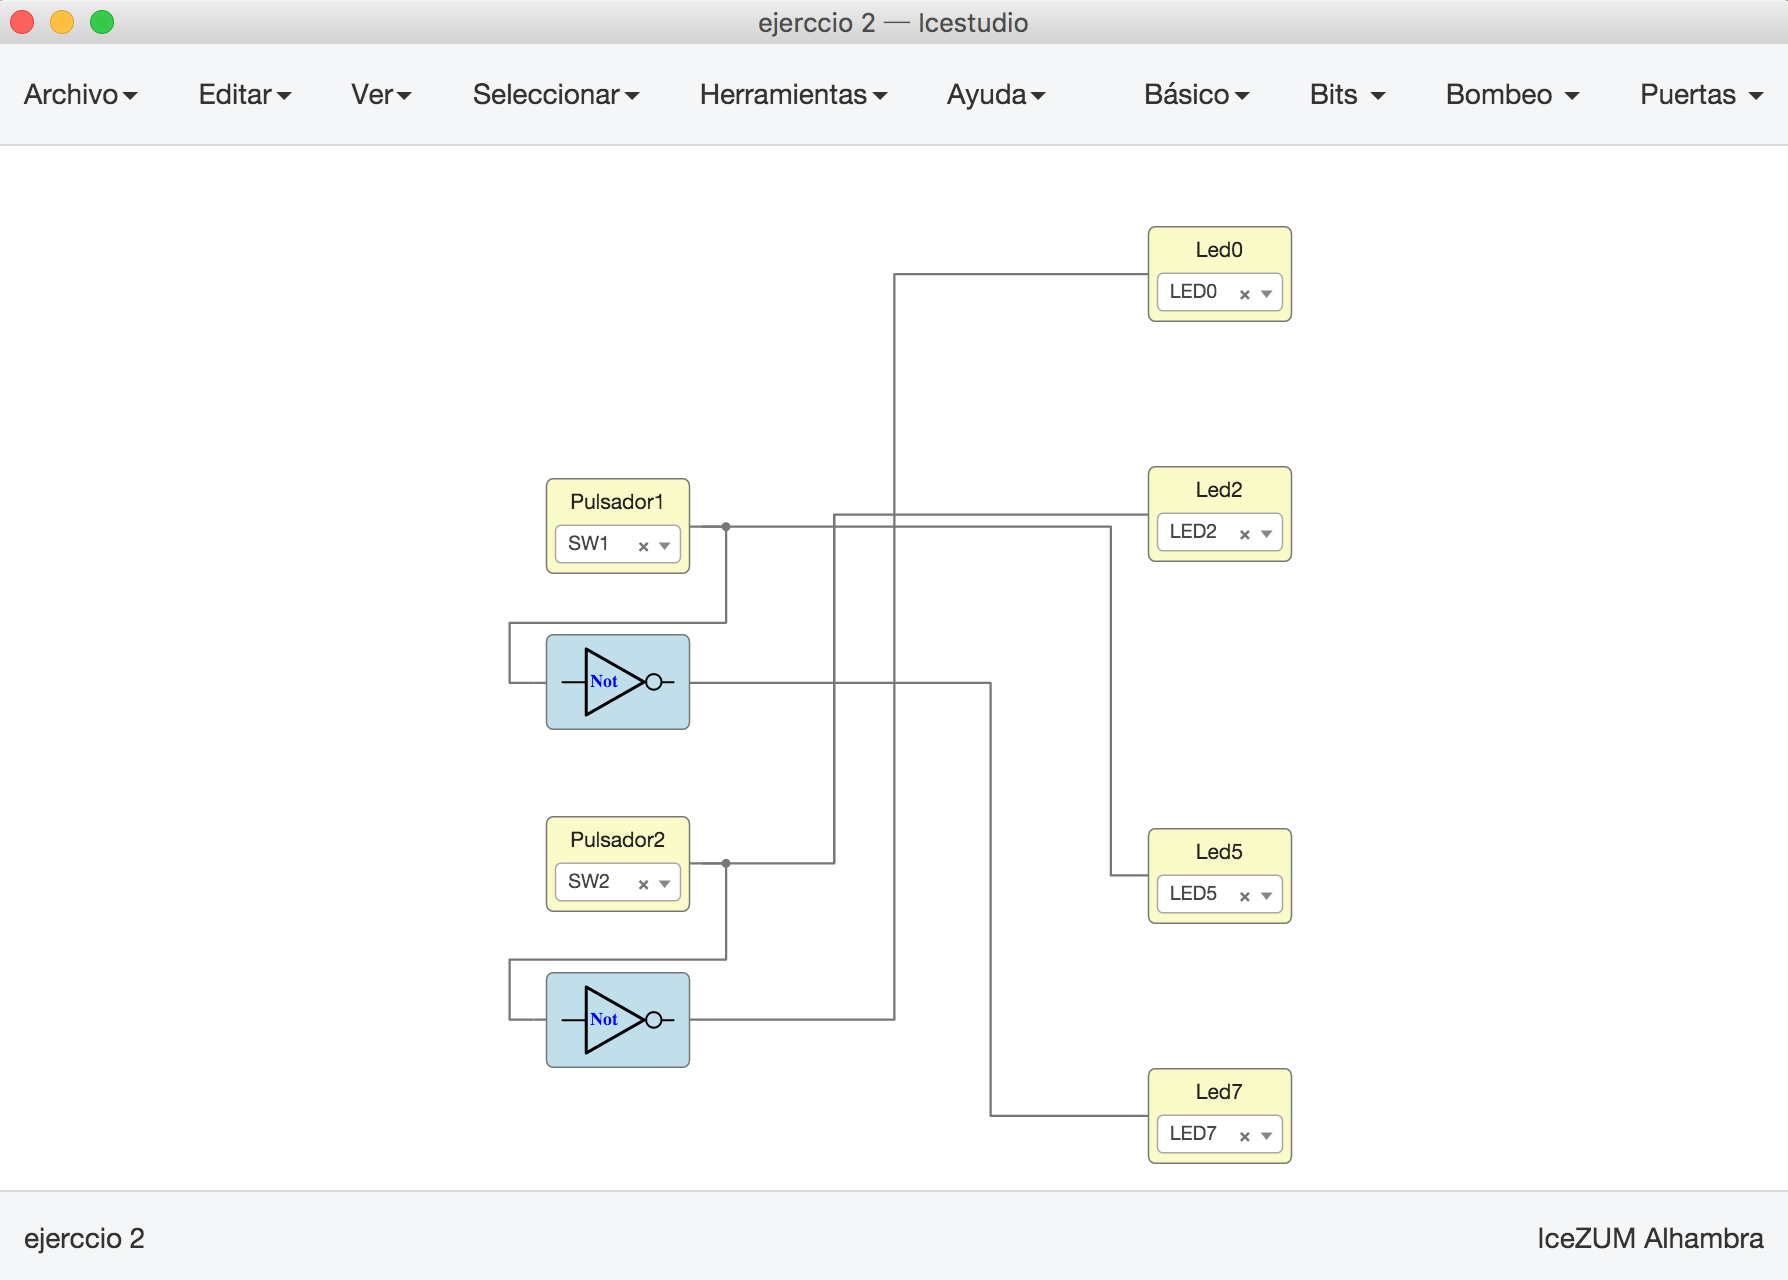 ejerccio 2 — Icestudio
Archivo Editar Ver Seleccionar Herramientas Ayuda Básico Bits Bombeo Puertas
Led0
LED0
Led2
LED2
Pulsador1
SW1
Not
Pulsador2
SW2
Led5
LED5
Not
Led7
LED7
ejerccio 2
IceZUM Alhambra